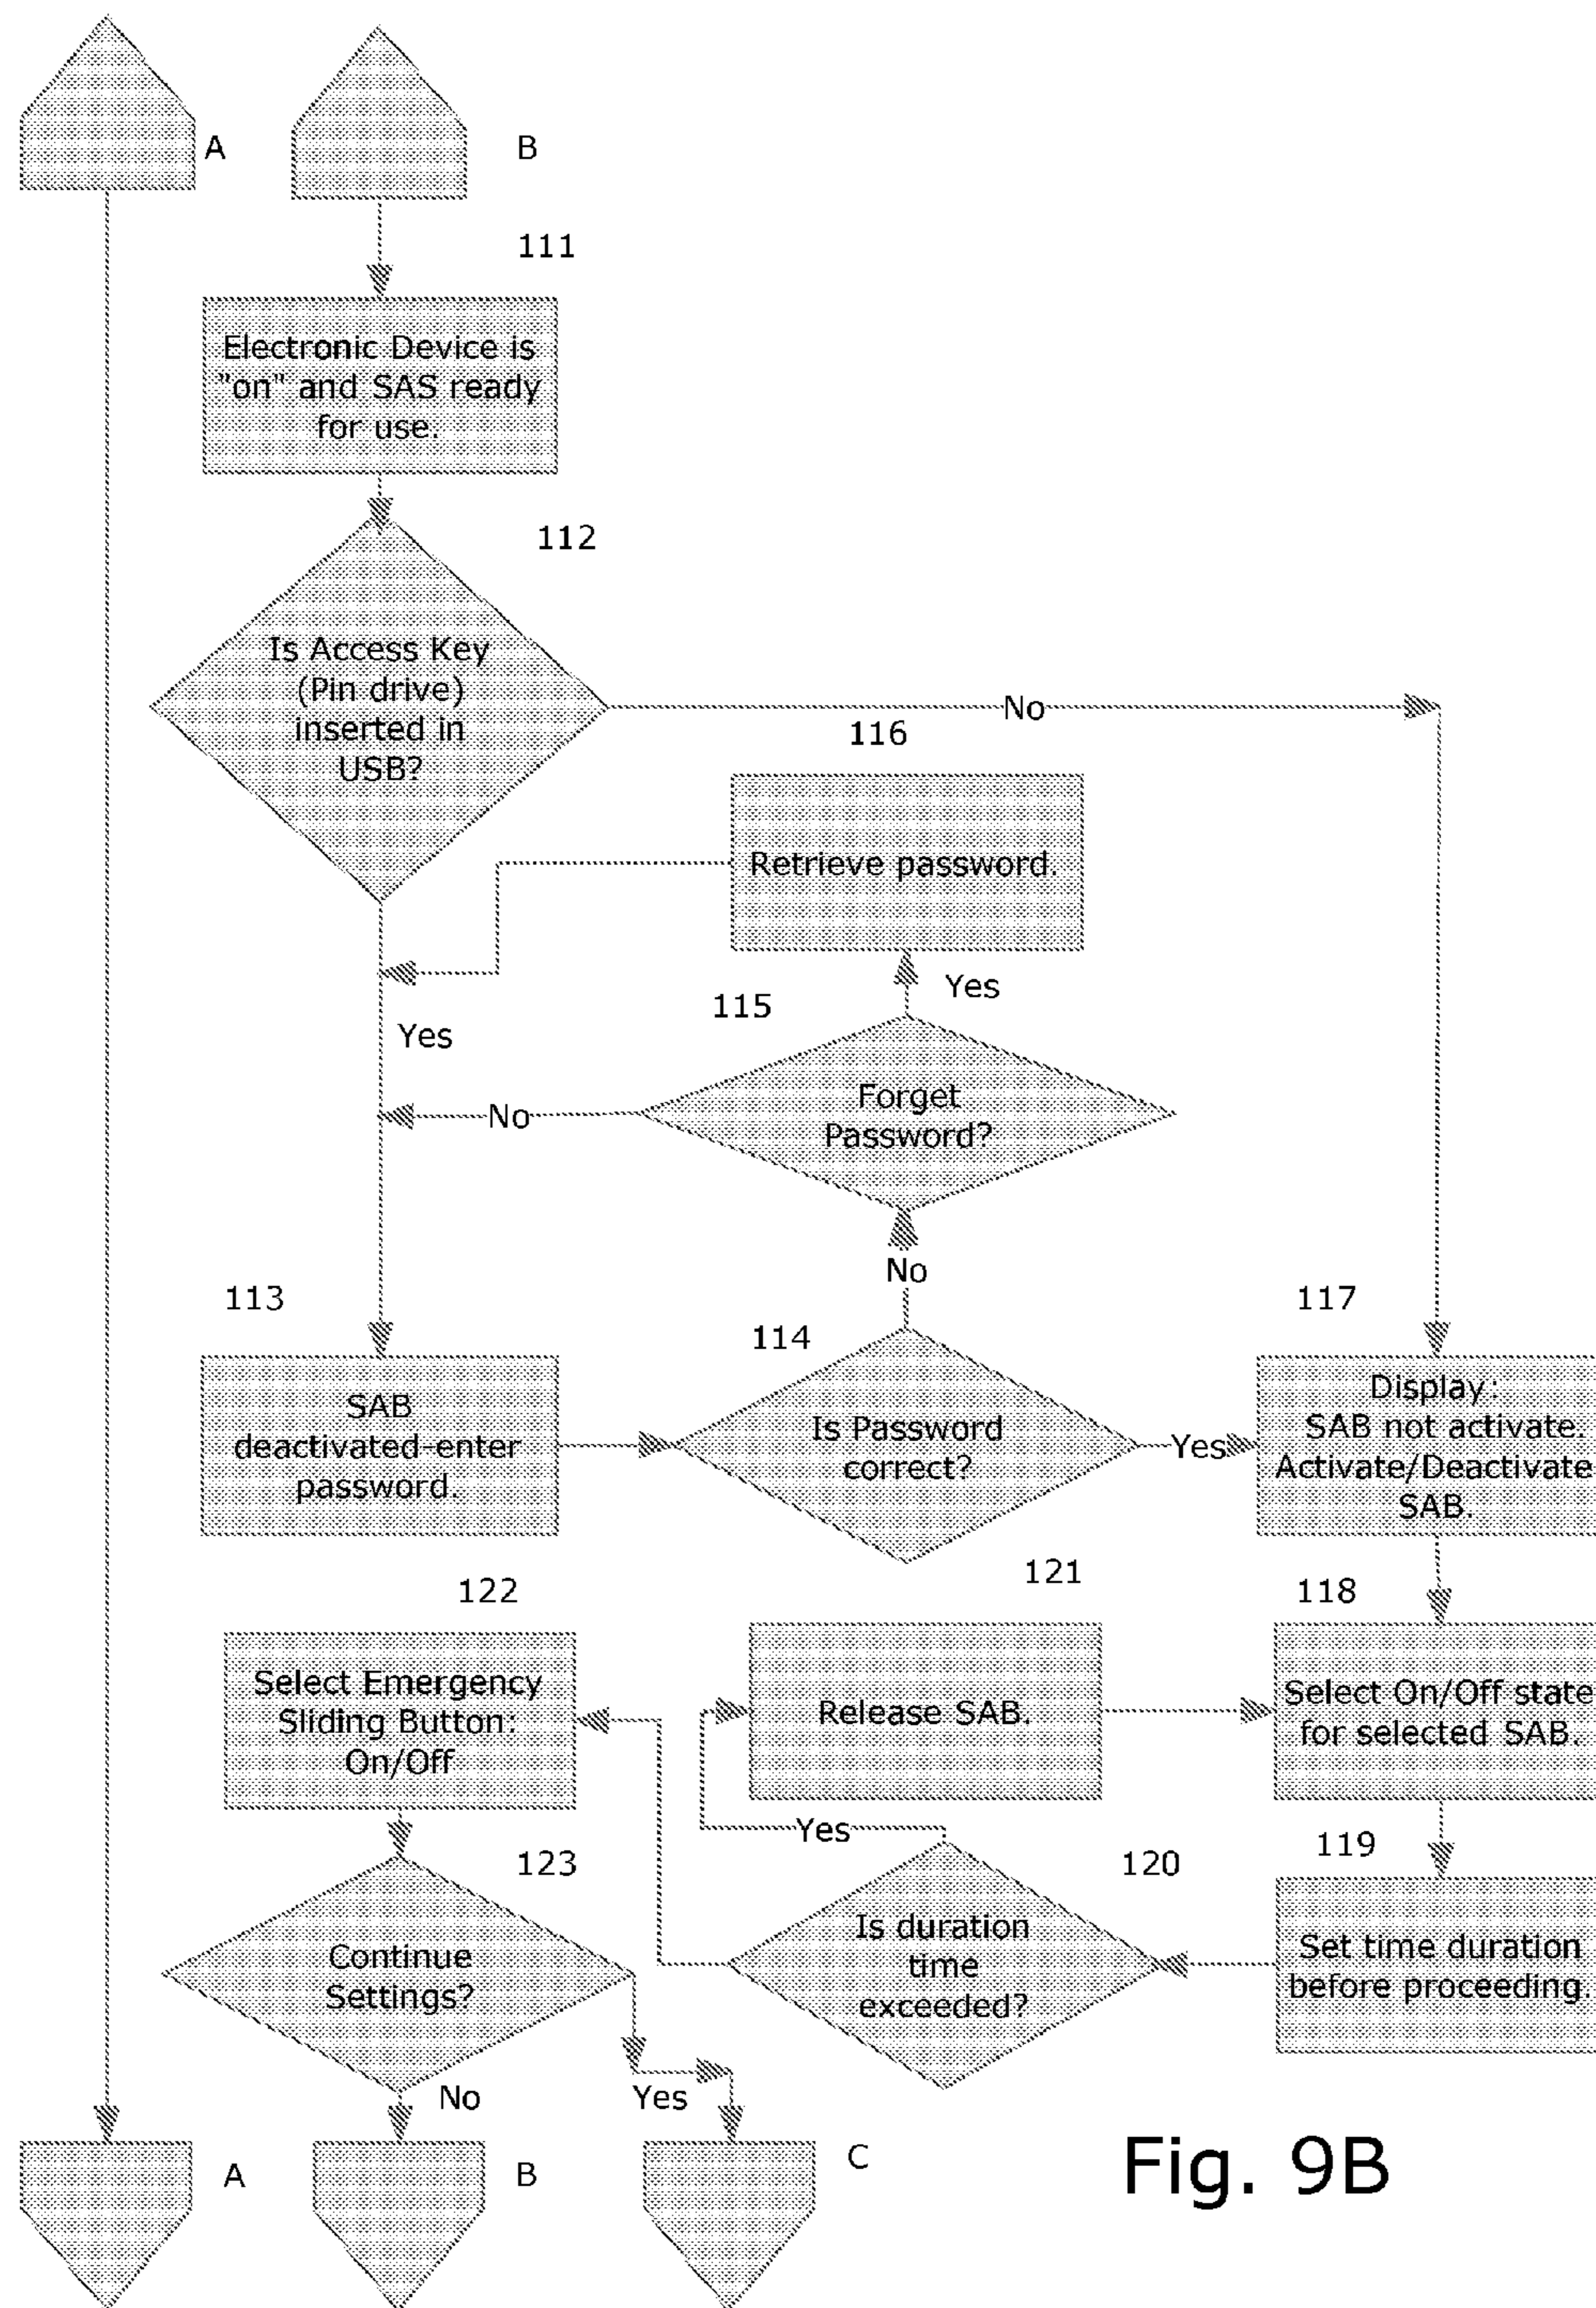 A
B
111
Electronic Device is
"on" and SAS ready
for use.
112
Is Access Key
(Pin drive)
inserted in
USB?
No
116
Retrieve password.
Yes
115
Yes
Forget
Password?
No
No
113
114
117
SAB
deactivated-enter
password.
Is Password
correct?
Yes
Display:
SAB not activate.
Activate/Deactivate
SAB.
121
122
118
Select Emergency
Sliding Button:
On/Off
Release SAB.
Select On/Off state
for selected SAB.
Yes
119
123
120
Continue
Settings?
Is duration
time
exceeded?
Set time duration
before proceeding.
No
Yes
A
B
C
Fig. 9B